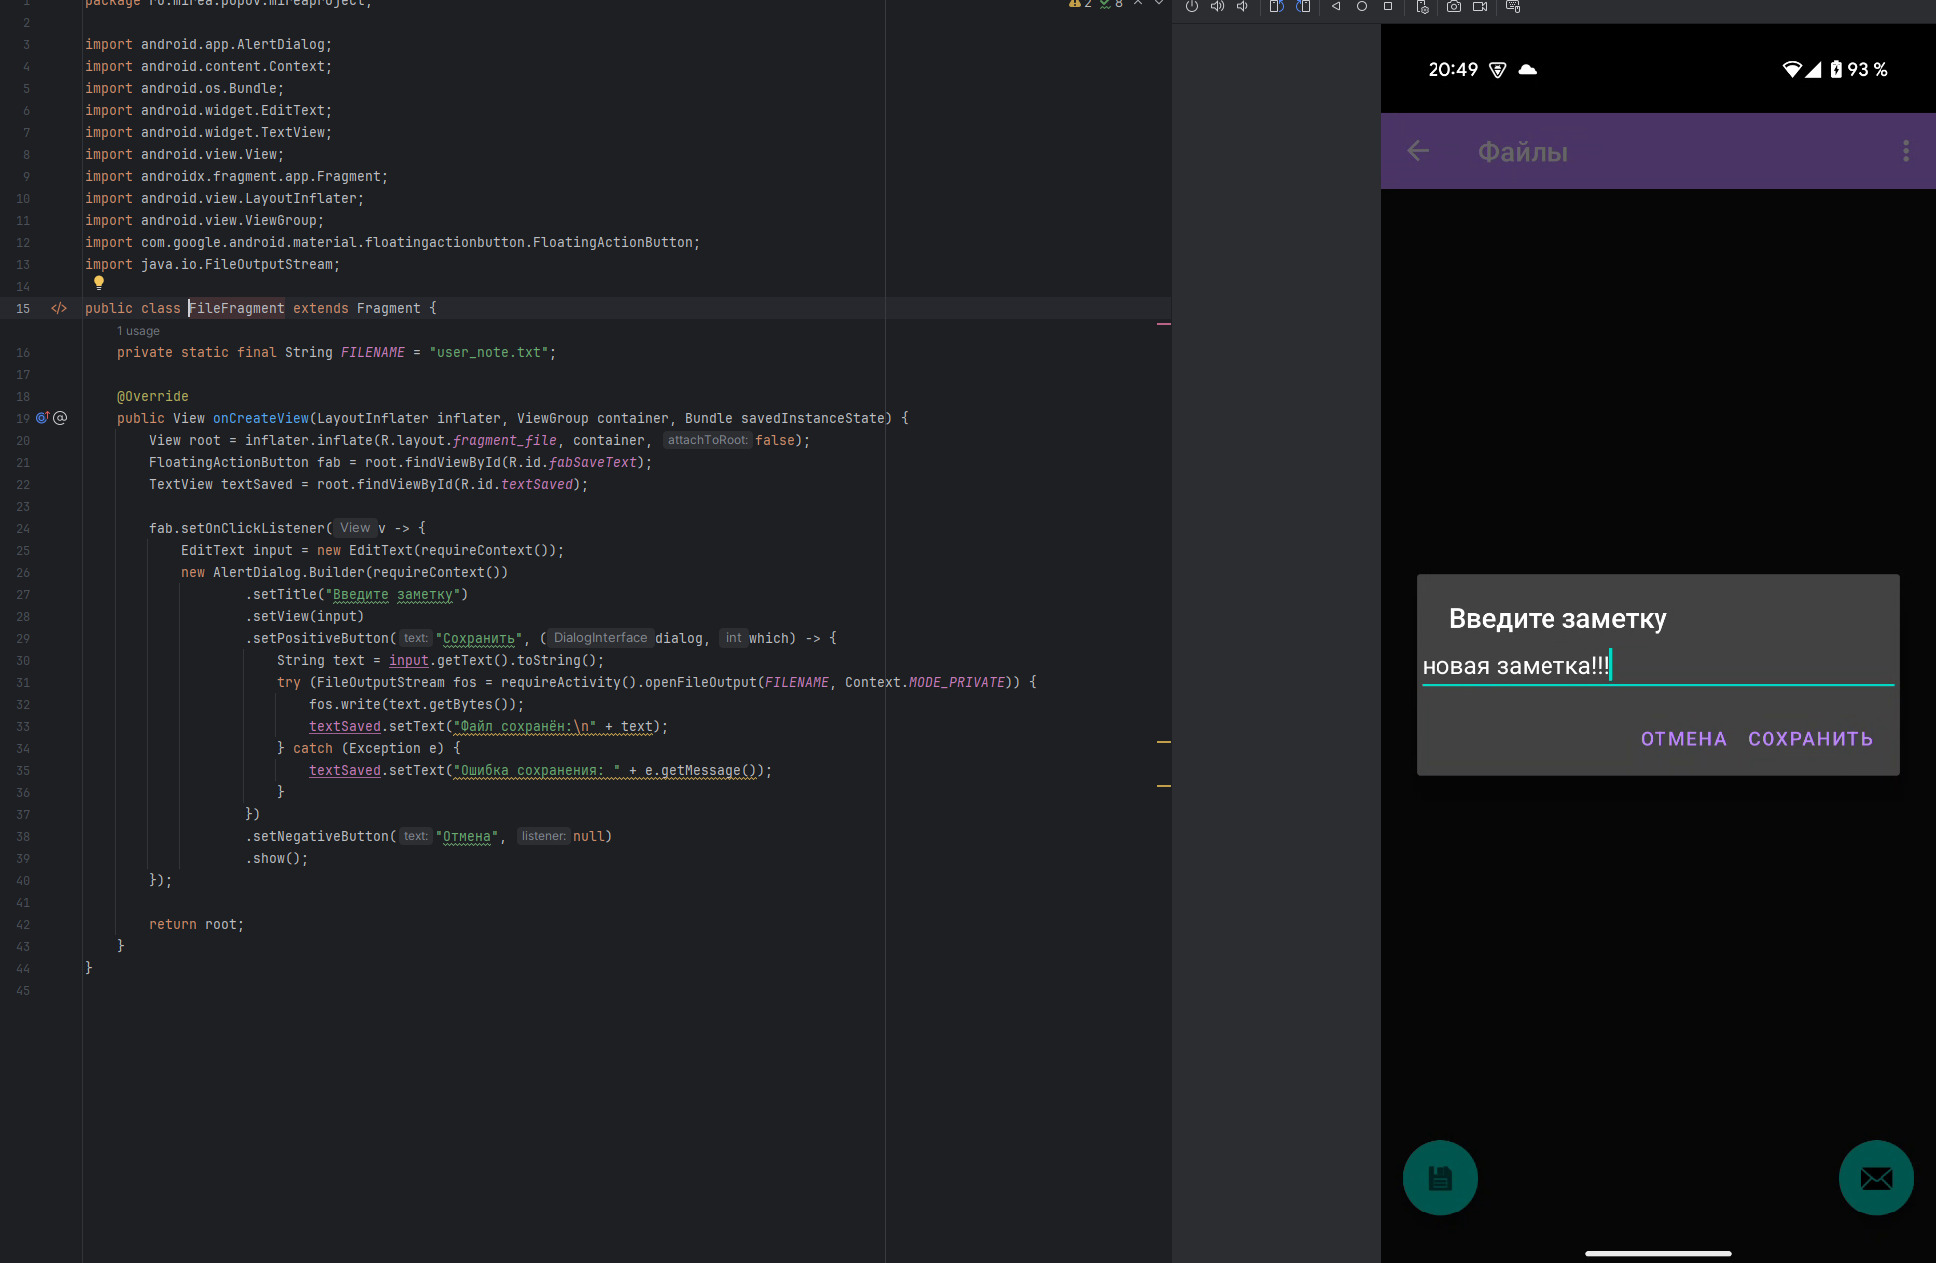 package ru.mirea.popov.mireaproject;
2 8
1
2
3 import android.app.AlertDialog;
4 import android.content.Context;
5 import android.os.Bundle;
6 import android.widget.EditText;
7 import android.widget.TextView;
8 import android.view.View;
9 import androidx.fragment.app.Fragment;
10 import android.view.LayoutInflater;
11 import android.view.ViewGroup;
12 import com.google.android.material.floatingactionbutton.FloatingActionButton;
13 import java.io.FileOutputStream;
14
15 public class FileFragment extends Fragment {
1 usage
16 private static final String FILENAME = "user_note.txt";
17
18 @Override
19 public View onCreateView(LayoutInflater inflater, ViewGroup container, Bundle savedInstanceState) {
20 View root = inflater.inflate(R.layout.fragment_file, container, attachToRoot: false);
21 FloatingActionButton fab = root.findViewById(R.id.fabSaveText);
22 TextView textSaved = root.findViewById(R.id.textSaved);
23
24 fab.setOnClickListener( View v -> {
25 EditText input = new EditText(requireContext());
26 new AlertDialog.Builder(requireContext())
27 .setTitle("Введите заметку")
28 .setView(input)
29 .setPositiveButton( text: "Сохранить", ( DialogInterface dialog, int which) -> {
30 String text = input.getText().toString();
31 try (FileOutputStream fos = requireActivity().openFileOutput(FILENAME, Context.MODE_PRIVATE)) {
32 fos.write(text.getBytes());
33 textSaved.setText("Файл сохранён:\n" + text);
34 } catch (Exception e) {
35 textSaved.setText("Ошибка сохранения: " + e.getMessage());
36 }
37 })
38 .setNegativeButton( text: "Отмена", listener: null)
39 .show();
40 });
41
42 return root;
43 }
44 }
45
20:49 93 %
Файлы
Введите заметку
новая заметка!!!
ОТМЕНА СОХРАНИТЬ